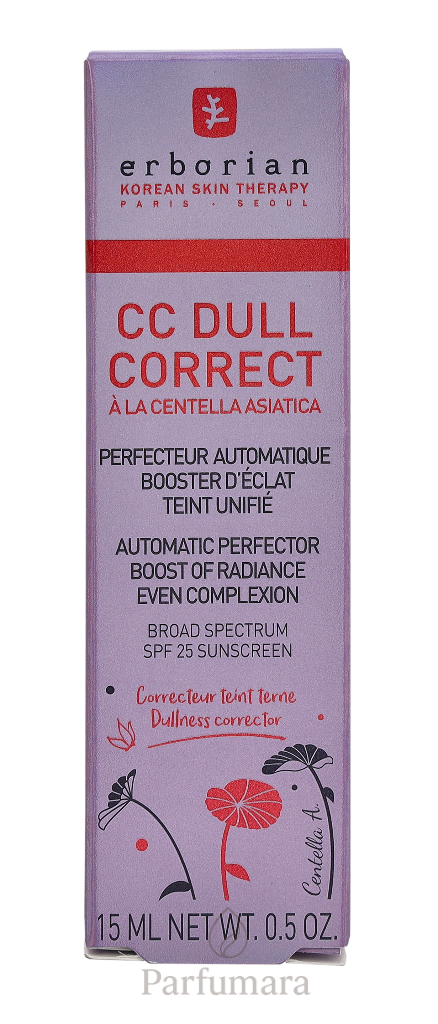 erborian
KOREAN SKIN THERAPY
PARIS · SEOUL
CC DULL
CORRECT
À LA CENTELLA ASIATICA
PERFECTEUR AUTOMATIQUE
BOOSTER D'ÉCLAT
TEINT UNIFIÉ
AUTOMATIC PERFECTOR
BOOST OF RADIANCE
EVEN COMPLEXION
BROAD SPECTRUM
SPF 25 SUNSCREEN
Correcteur teint terne
Dullness corrector
Centella A.
15 ML NET WT. 0.5 OZ.
Parfumara